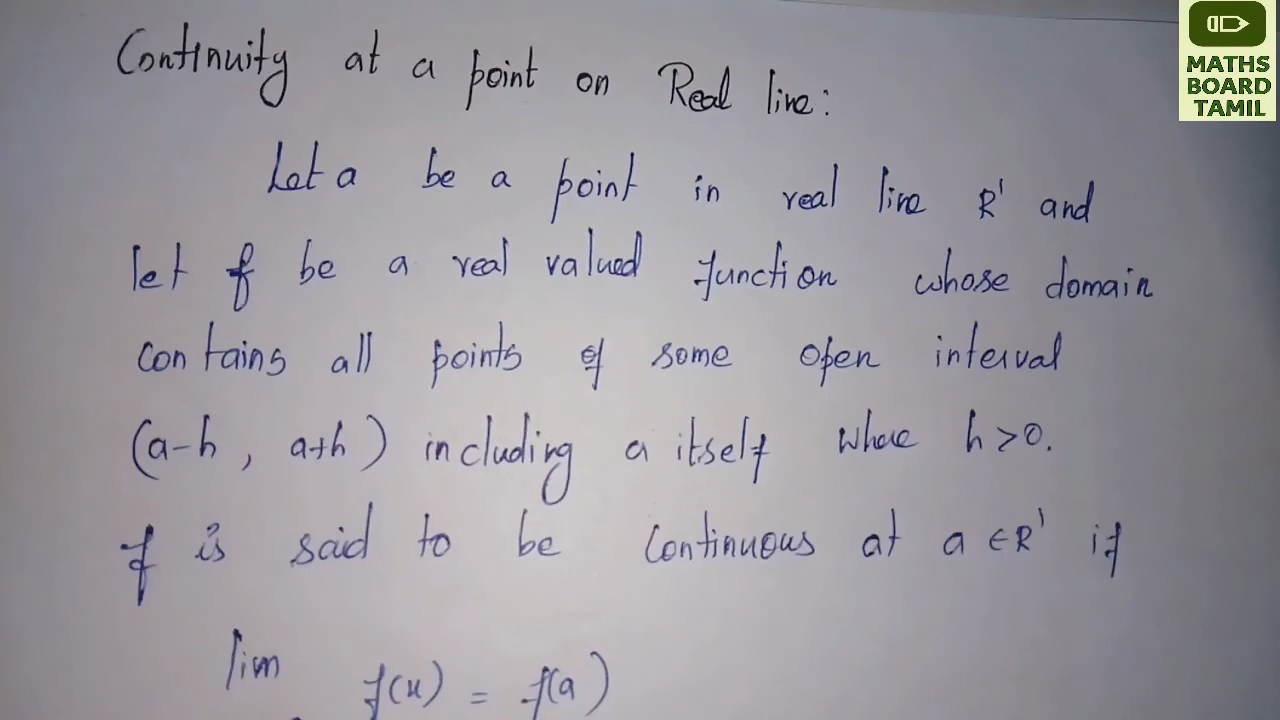 Continuity at a point on Real line:
Let a be a point in real line R¹ and
let f be a real valued function whose domain
contains all points of some open interval
(a-h, a+h) including a itself where h>0.
f is said to be continuous at a ∈ R¹ if
lim f(x) = f(a)
MATHS
BOARD
TAMIL